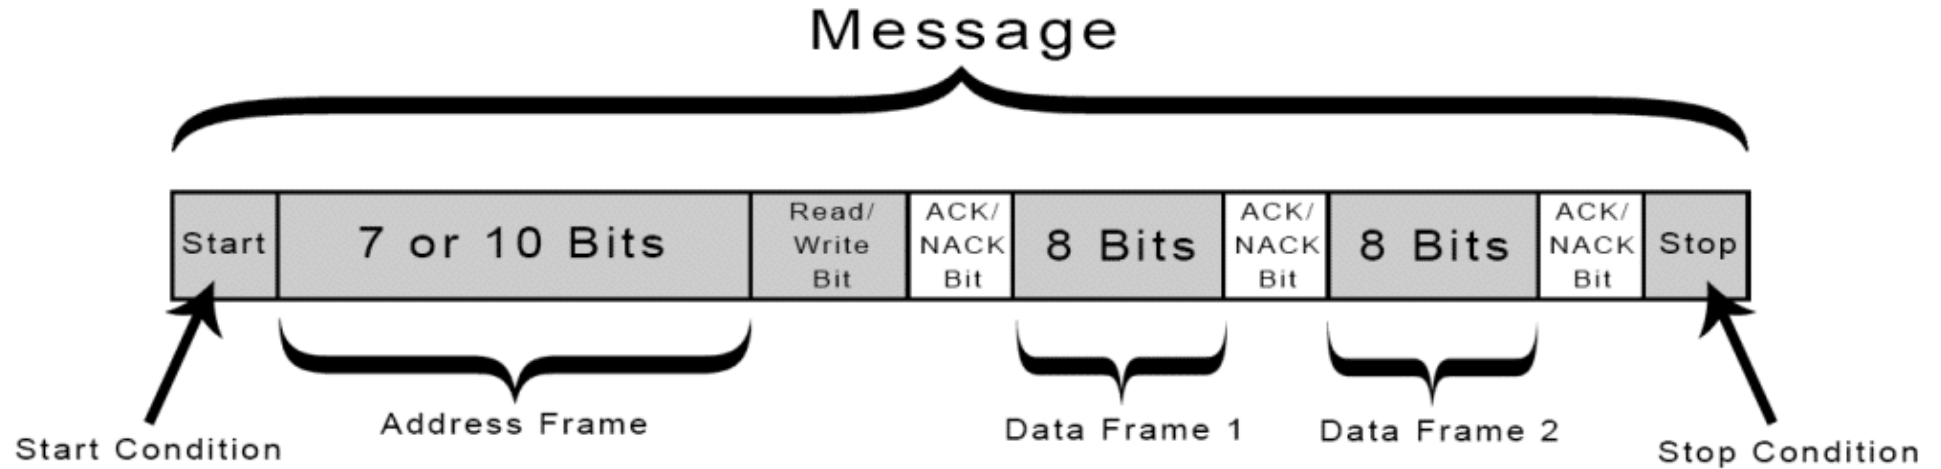 Message
Start
7 or 10 Bits
Read/
Write
Bit
ACK/
NACK
Bit
8 Bits
ACK/
NACK
Bit
8 Bits
ACK/
NACK
Bit
Stop
Start Condition
Address Frame
Data Frame 1
Data Frame 2
Stop Condition